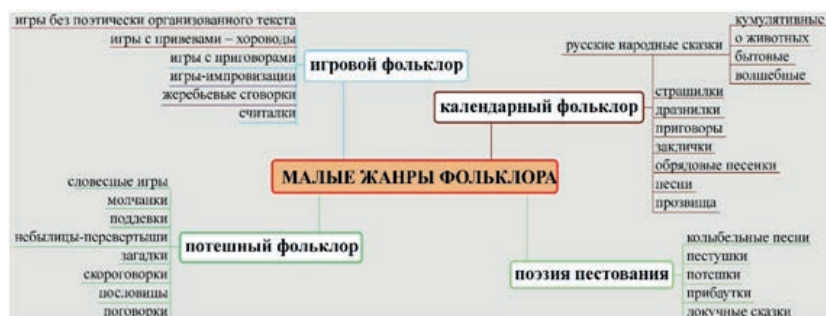 игры без поэтически организованного текста
игры с припевами – хороводы
игры с приговорами
игры-импровизации
жеребьевые сговорки
считалки
игровой фольклор
кумулятивные
о животных
бытовые
волшебные
русские народные сказки
календарный фольклор
страшилки
дразнилки
приговоры
заклички
обрядовые песенки
песни
прозвища
МАЛЫЕ ЖАНРЫ ФОЛЬКЛОРА
словесные игры
молчанки
поддевки
небылицы-перевертыши
загадки
скороговорки
пословицы
поговорки
потешный фольклор
поэзия пестования
колыбельные песни
пестушки
потешки
прибаутки
докучные сказки